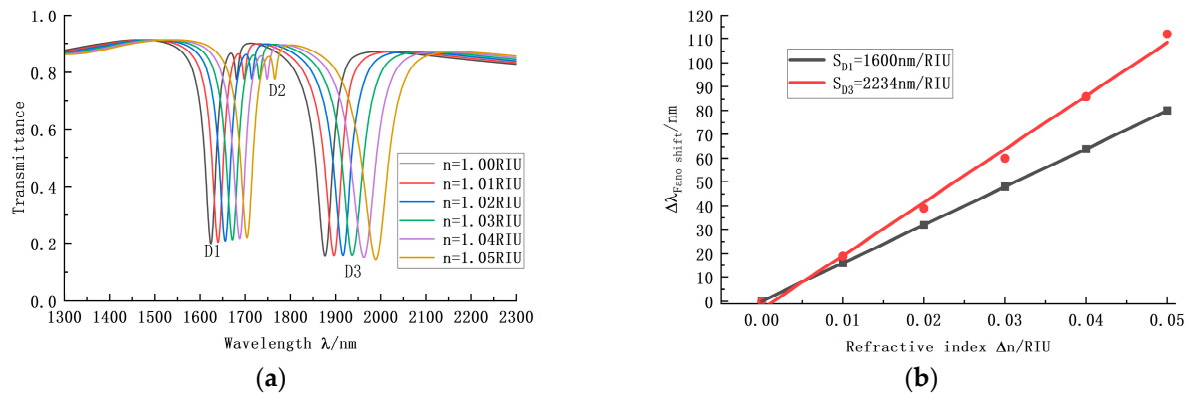 1.0
0.8
0.6
0.4
0.2
0.0
Transmittance
D1
D2
D3
n=1.00RIU
n=1.01RIU
n=1.02RIU
n=1.03RIU
n=1.04RIU
n=1.05RIU
1300 1400 1500 1600 1700 1800 1900 2000 2100 2200 2300
Wavelength λ/nm
(a)
120
110
100
90
80
70
60
50
40
30
20
10
0
Δλ Fano shift/nm
S_D1=1600nm/RIU
S_D3=2234nm/RIU
0.00 0.01 0.02 0.03 0.04 0.05
Refractive index Δn/RIU
(b)